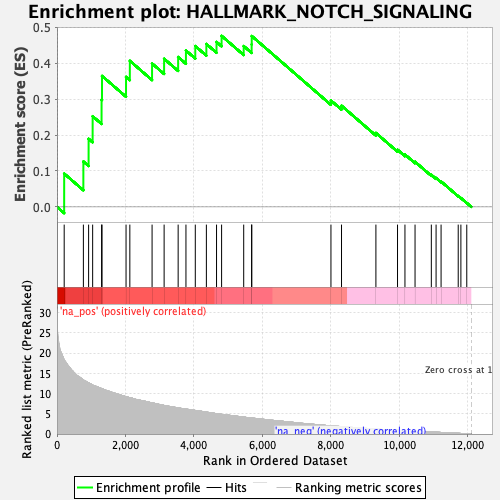 Enrichment plot: HALLMARK_NOTCH_SIGNALING
Enrichment score (ES)
0.5
0.4
0.3
0.2
0.1
0.0
'na_pos' (positively correlated)
Ranked list metric (PreRanked)
30
25
20
15
10
5
0
Zero cross at 1
'na_neg' (negatively correlated)
0
2,000
4,000
6,000
8,000
10,000
12,000
Rank in Ordered Dataset
Enrichment profile
Hits
Ranking metric scores